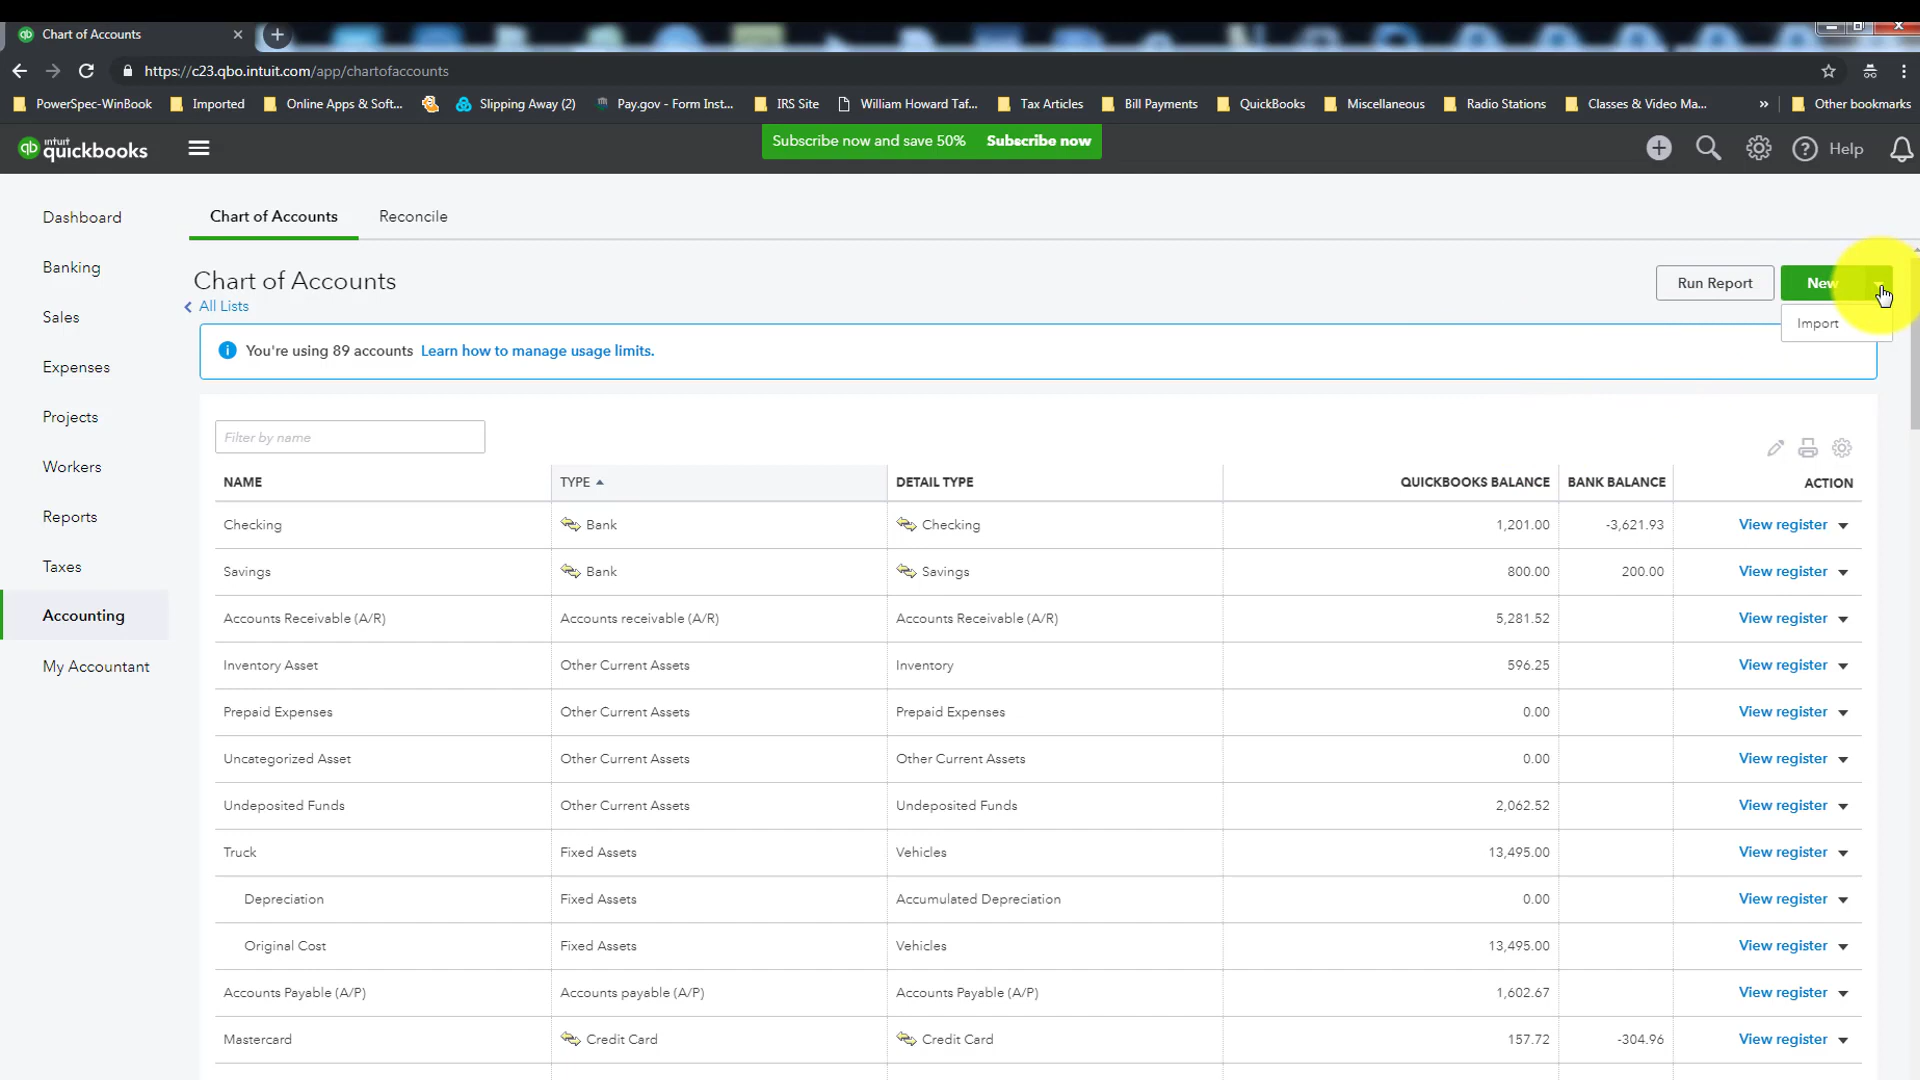 Chart of Accounts
https://c23.qbo.intuit.com/app/chartofaccounts
PowerSpec-WinBook Imported Online Apps & Soft... Slipping Away (2) Pay.gov - Form Inst... IRS Site William Howard Taf... Tax Articles Bill Payments QuickBooks Miscellaneous Radio Stations Classes & Video Ma... » Other bookmarks
intuit quickbooks Subscribe now and save 50% Subscribe now Help
Dashboard
Banking
Sales
Expenses
Projects
Workers
Reports
Taxes
Accounting
My Accountant
Chart of Accounts Reconcile
Chart of Accounts Run Report New
All Lists
Import
You're using 89 accounts Learn how to manage usage limits.
Filter by name
NAME TYPE DETAIL TYPE QUICKBOOKS BALANCE BANK BALANCE ACTION
Checking Bank Checking 1,201.00 -3,621.93 View register
Savings Bank Savings 800.00 200.00 View register
Accounts Receivable (A/R) Accounts receivable (A/R) Accounts Receivable (A/R) 5,281.52 View register
Inventory Asset Other Current Assets Inventory 596.25 View register
Prepaid Expenses Other Current Assets Prepaid Expenses 0.00 View register
Uncategorized Asset Other Current Assets Other Current Assets 0.00 View register
Undeposited Funds Other Current Assets Undeposited Funds 2,062.52 View register
Truck Fixed Assets Vehicles 13,495.00 View register
Depreciation Fixed Assets Accumulated Depreciation 0.00 View register
Original Cost Fixed Assets Vehicles 13,495.00 View register
Accounts Payable (A/P) Accounts payable (A/P) Accounts Payable (A/P) 1,602.67 View register
Mastercard Credit Card Credit Card 157.72 -304.96 View register